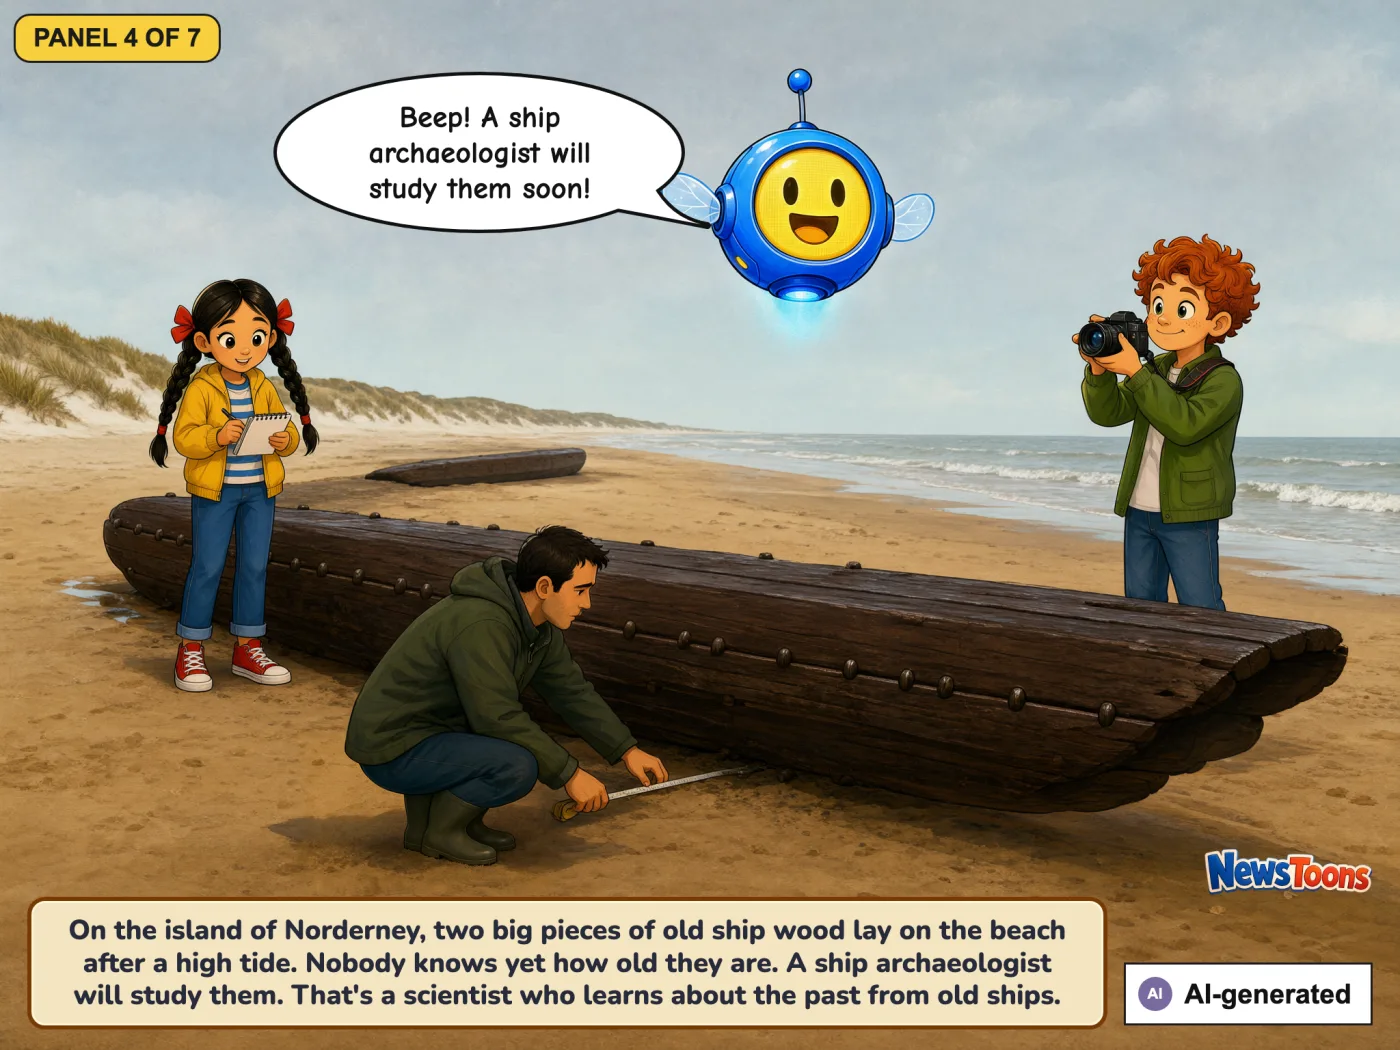 PANEL 4 OF 7
Beep! A ship
archaeologist will
study them soon!
NewsToons
On the island of Norderney, two big pieces of old ship wood lay on the beach
after a high tide. Nobody knows yet how old they are. A ship archaeologist
will study them. That's a scientist who learns about the past from old ships.
AI AI-generated